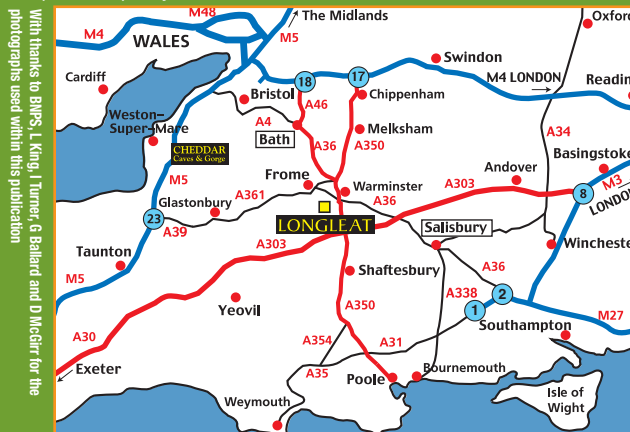 With thanks to BNPS, L King, I Turner, G Ballard and D McGirr for the
photographs used within this publication
M48
The Midlands
Oxfor
M4
WALES
M5
Swindon
Cardiff
18
17
M4 LONDON
Readin
Bristol
A46
Chippenham
Weston-
Super-Mare
A4
Bath
A36
Melksham
A350
A34
CHEDDAR
Caves & Gorge
Andover
Basingstoke
M5
Frome
Warminster
A303
8
M3
LONDO
A361
A36
Glastonbury
23
A39
LONGLEAT
Salisbury
Wincheste
Taunton
A303
A36
M5
Shaftesbury
A338
2
Yeovil
A350
1
Southampton
M27
A30
A354
A31
Exeter
A35
Poole
Bournemouth
Weymouth
Isle of
Wight